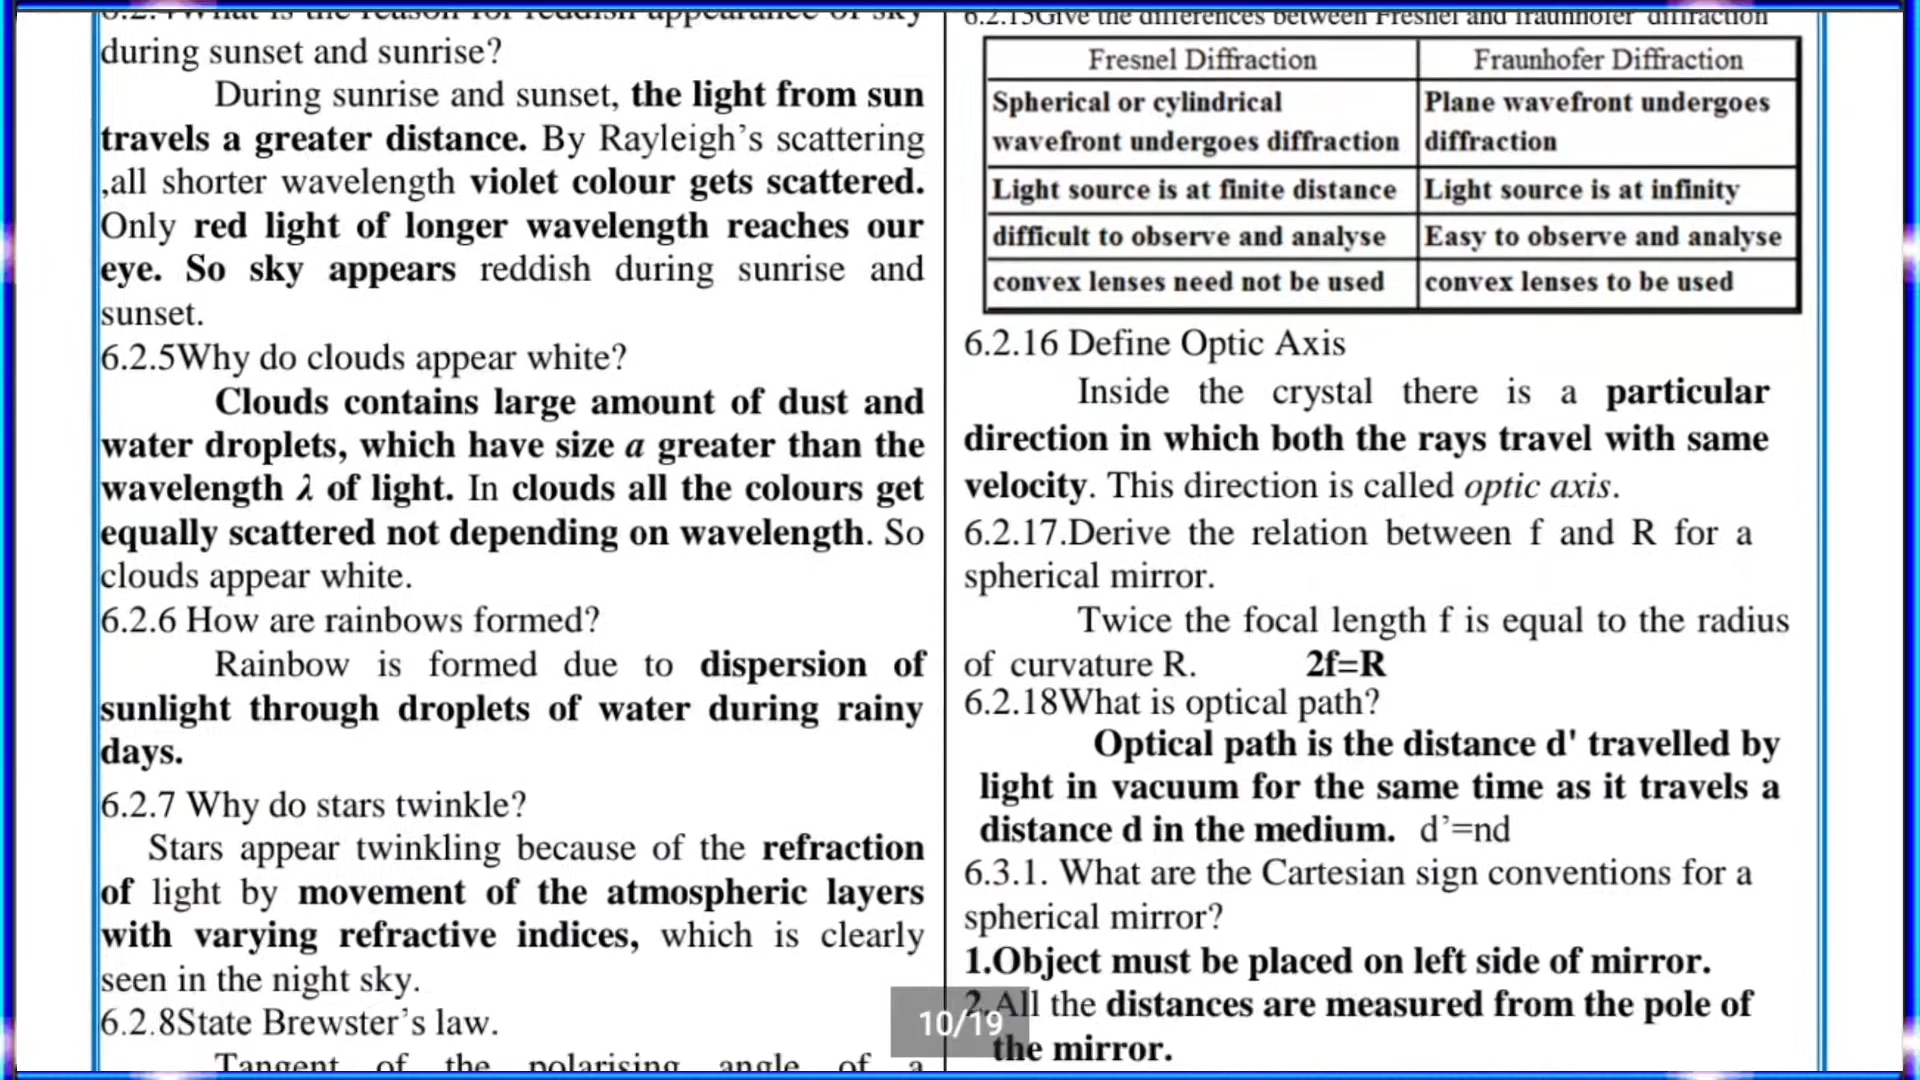 6.2.4What is the reason for reddish appearance of sky
during sunset and sunrise?
During sunrise and sunset, the light from sun
travels a greater distance. By Rayleigh’s scattering
,all shorter wavelength violet colour gets scattered.
Only red light of longer wavelength reaches our
eye. So sky appears reddish during sunrise and
sunset.
6.2.5Why do clouds appear white?
Clouds contains large amount of dust and
water droplets, which have size a greater than the
wavelength λ of light. In clouds all the colours get
equally scattered not depending on wavelength. So
clouds appear white.
6.2.6 How are rainbows formed?
Rainbow is formed due to dispersion of
sunlight through droplets of water during rainy
days.
6.2.7 Why do stars twinkle?
Stars appear twinkling because of the refraction
of light by movement of the atmospheric layers
with varying refractive indices, which is clearly
seen in the night sky.
6.2.8State Brewster’s law.
Tangent of the polarising angle of a
6.2.15Give the differences between Fresnel and fraunhofer diffraction
Fresnel Diffraction
Fraunhofer Diffraction
Spherical or cylindrical
wavefront undergoes diffraction
Plane wavefront undergoes
diffraction
Light source is at finite distance
Light source is at infinity
difficult to observe and analyse
Easy to observe and analyse
convex lenses need not be used
convex lenses to be used
6.2.16 Define Optic Axis
Inside the crystal there is a particular
direction in which both the rays travel with same
velocity. This direction is called optic axis.
6.2.17.Derive the relation between f and R for a
spherical mirror.
Twice the focal length f is equal to the radius
of curvature R. 2f=R
6.2.18What is optical path?
Optical path is the distance d' travelled by
light in vacuum for the same time as it travels a
distance d in the medium. d’=nd
6.3.1. What are the Cartesian sign conventions for a
spherical mirror?
1.Object must be placed on left side of mirror.
2.All the distances are measured from the pole of
the mirror.
10/19